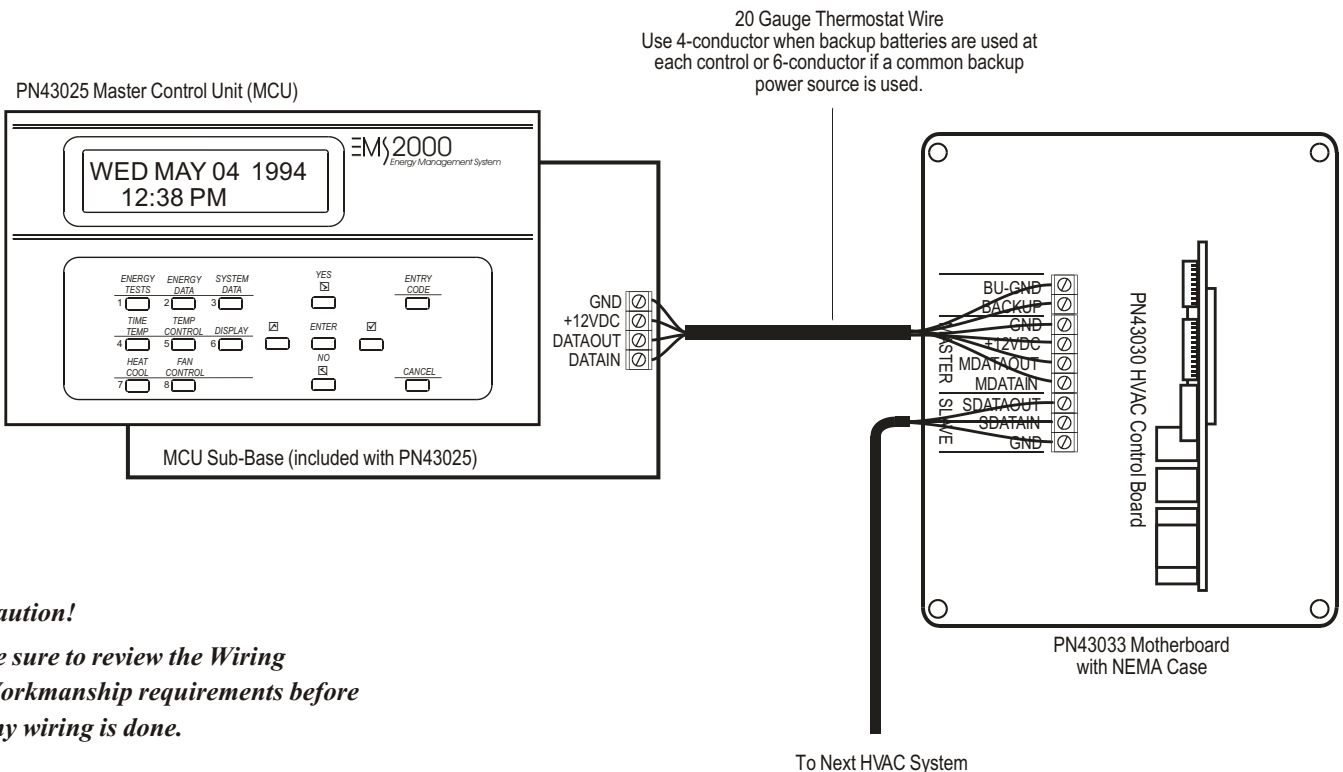 20 Gauge Thermostat Wire
Use 4-conductor when backup batteries are used at
each control or 6-conductor if a common backup
power source is used.
PN43025 Master Control Unit (MCU)
EMS2000
Energy Management System
WED MAY 04 1994
12:38 PM
ENERGY TESTS
1
ENERGY DATA
2
SYSTEM DATA
3
YES
ENTRY CODE
TIME TEMP
4
TEMP CONTROL
5
DISPLAY
6
ENTER
HEAT COOL
7
FAN CONTROL
8
NO
CANCEL
GND
+12VDC
DATAOUT
DATAIN
MCU Sub-Base (included with PN43025)
BU-GND
BACKUP
GND
+12VDC
MDATAOUT
MDATAIN
SDATAOUT
SDATAIN
GND
MASTER
SLAVE
PN43030 HVAC Control Board
PN43033 Motherboard
with NEMA Case
To Next HVAC System
aution!
e sure to review the Wiring
Workmanship requirements before
ny wiring is done.